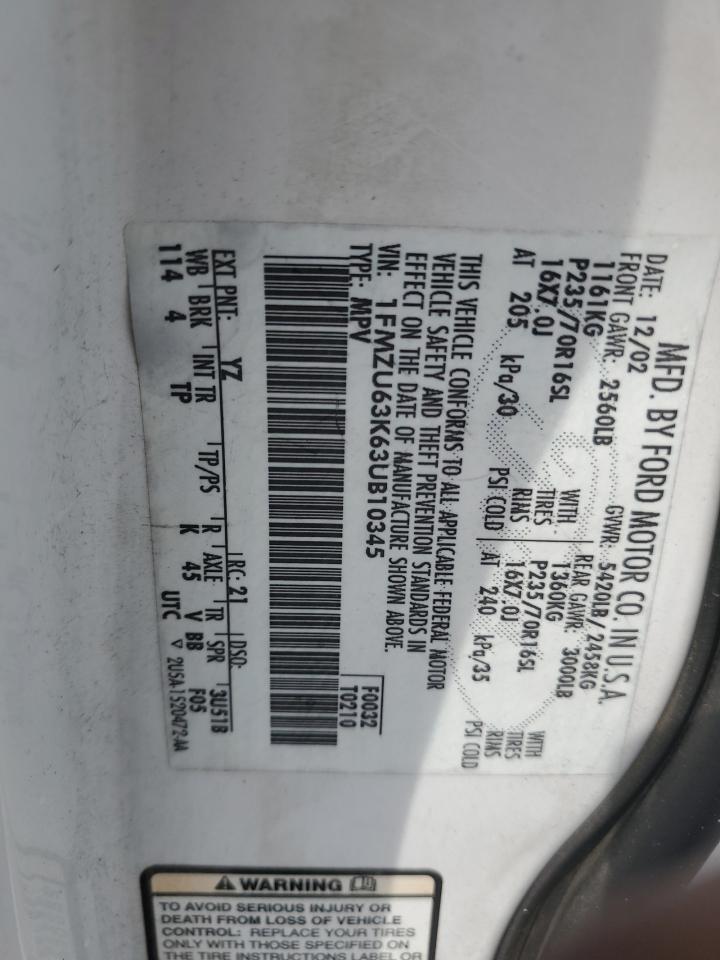 MFD. BY FORD MOTOR CO. IN U.S.A.
DATE: 12/02 GVWR: 5420LB/ 2458KG
FRONT GAWR: 2560LB REAR GAWR: 3000LB
1161KG WITH 1360KG WITH
P235/70R16SL TIRES P235/70R16SL TIRES
16X7.0J RIMS 16X7.0J RIMS
AT 205 kPa/30 PSI COLD AT 240 kPa/35 PSI COLD
THIS VEHICLE CONFORMS TO ALL APPLICABLE FEDERAL MOTOR
VEHICLE SAFETY AND THEFT PREVENTION STANDARDS IN
EFFECT ON THE DATE OF MANUFACTURE SHOWN ABOVE.
VIN: 1FMZU63K63UB10345 F0032
TYPE: MPV T0210
EXT PNT: YZ RC: 21 DSO:
WB BRK INT TR TP/PS R AXLE TR SPR 3U51B
114 4 TP K 45 V BB F05
UTC ▽ 2U5A 1520472-AA
⚠ WARNING
TO AVOID SERIOUS INJURY OR
DEATH FROM LOSS OF VEHICLE
CONTROL: REPLACE YOUR TIRES
ONLY WITH THOSE SPECIFIED ON
THE TIRE INSTRUCTIONS LABEL OR